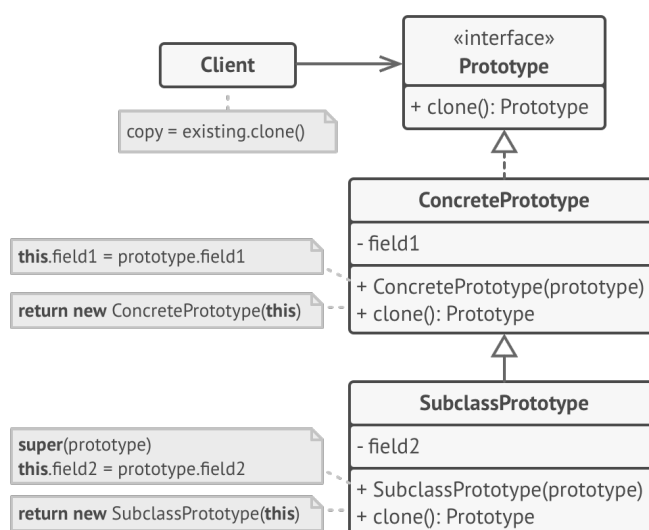 «interface»
Client
Prototype
+ clone(): Prototype
copy = existing.clone()
ConcretePrototype
- field1
this.field1 = prototype.field1
+ ConcretePrototype(prototype)
return new ConcretePrototype(this)
+ clone(): Prototype
SubclassPrototype
- field2
super(prototype)
this.field2 = prototype.field2
+ SubclassPrototype(prototype)
return new SubclassPrototype(this)
+ clone(): Prototype